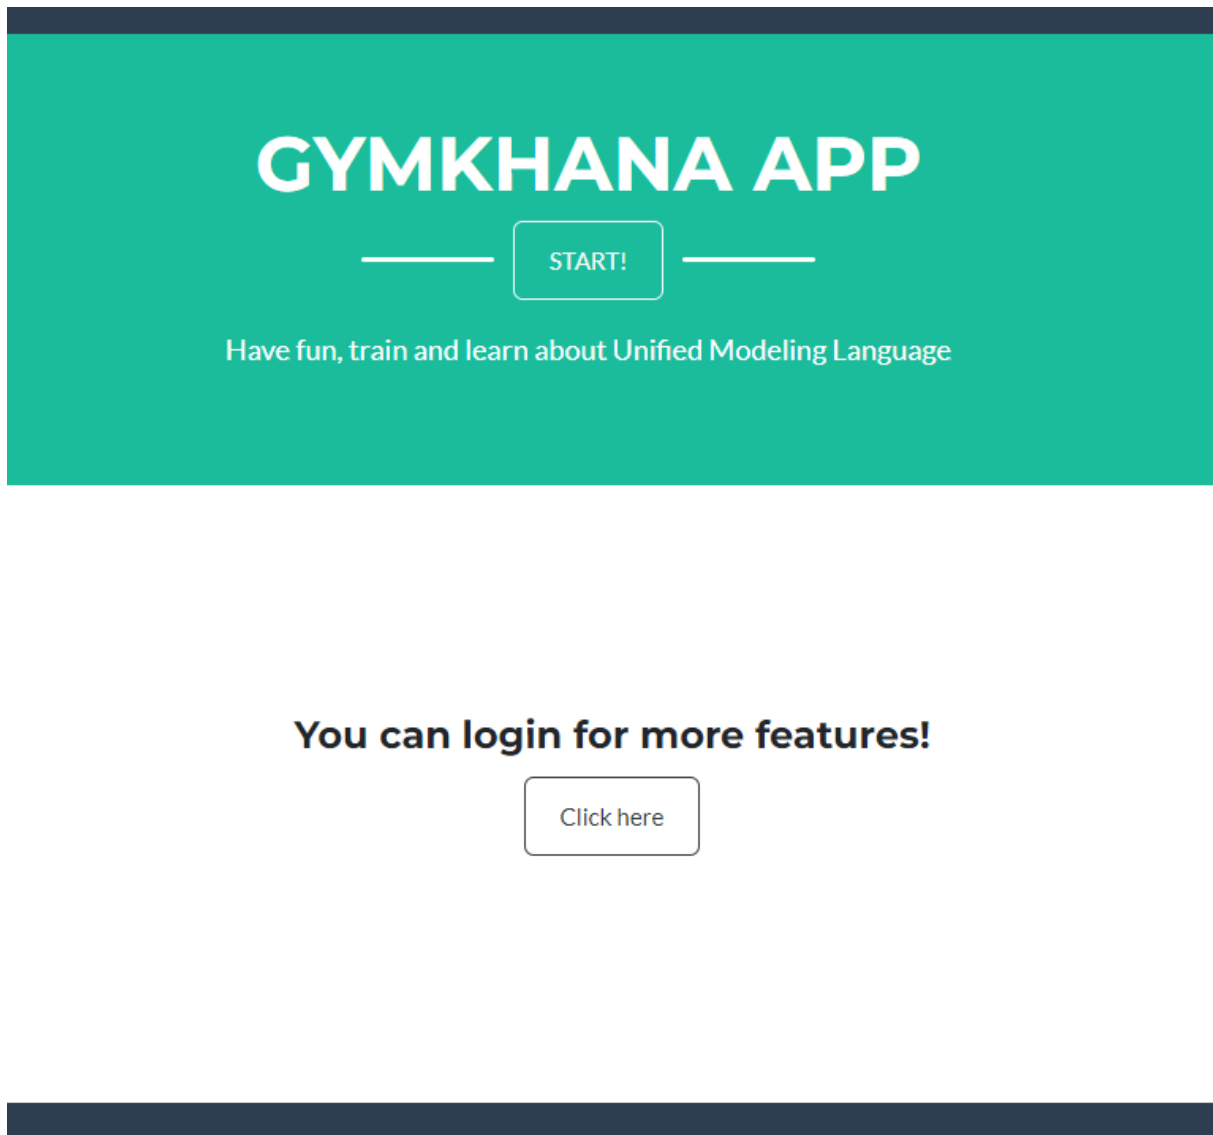 GYMKHANA APP
START!
Have fun, train and learn about Unified Modeling Language
You can login for more features!
Click here